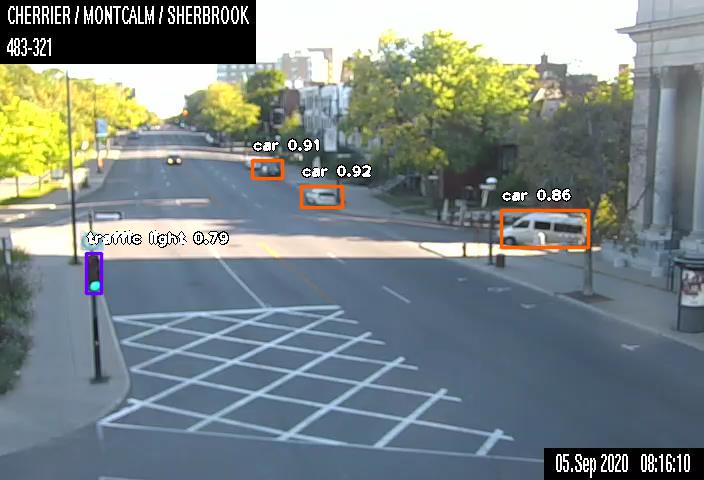 CHERRIER / MONTCALM / SHERBROOK
483-321
car 0.91
car 0.92
car 0.86
traffic light 0.79
05.Sep 2020 08:16:10